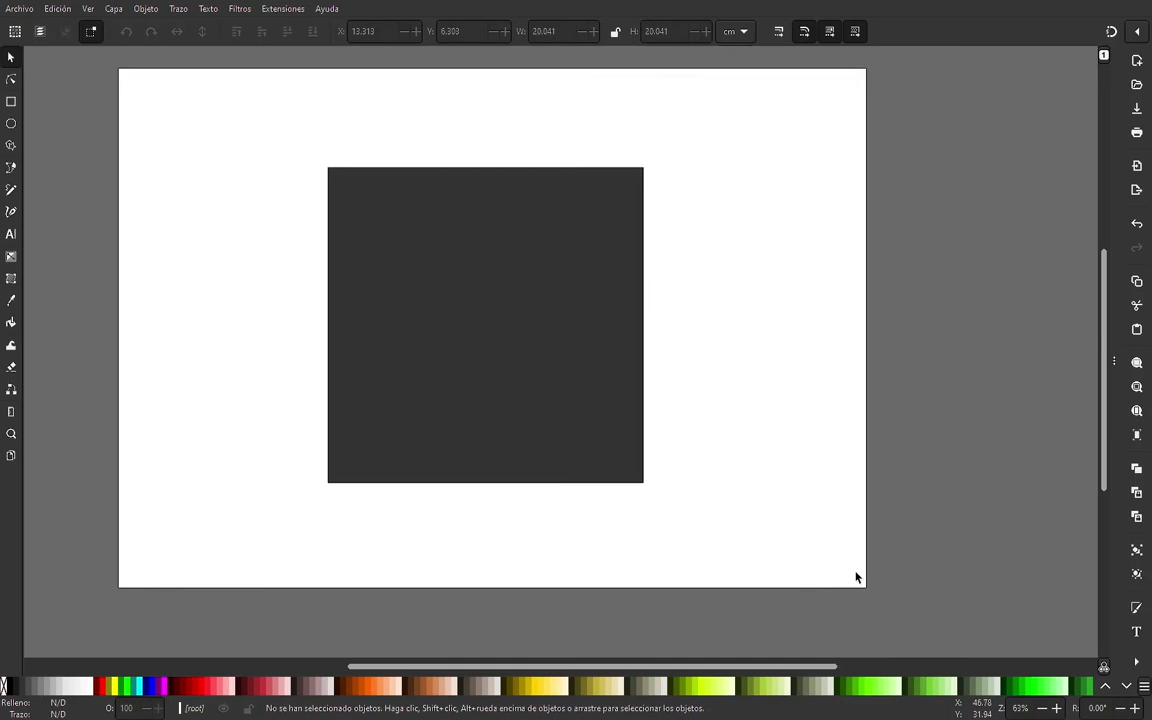 Archivo Edición Ver Capa Objeto Trazo Texto Filtros Extensiones Ayuda
X: 13.313 Y: 6.303 W: 20.041 H: 20.041 cm
1
Relleno: N/D O: 100 [root] No se han seleccionado objetos. Haga clic, Shift+clic, Alt+rueda encima de objetos o arrastre para seleccionar los objetos. X: 46.78 Z: 63% R: 0.00°
Trazo: N/D Y: 31.94